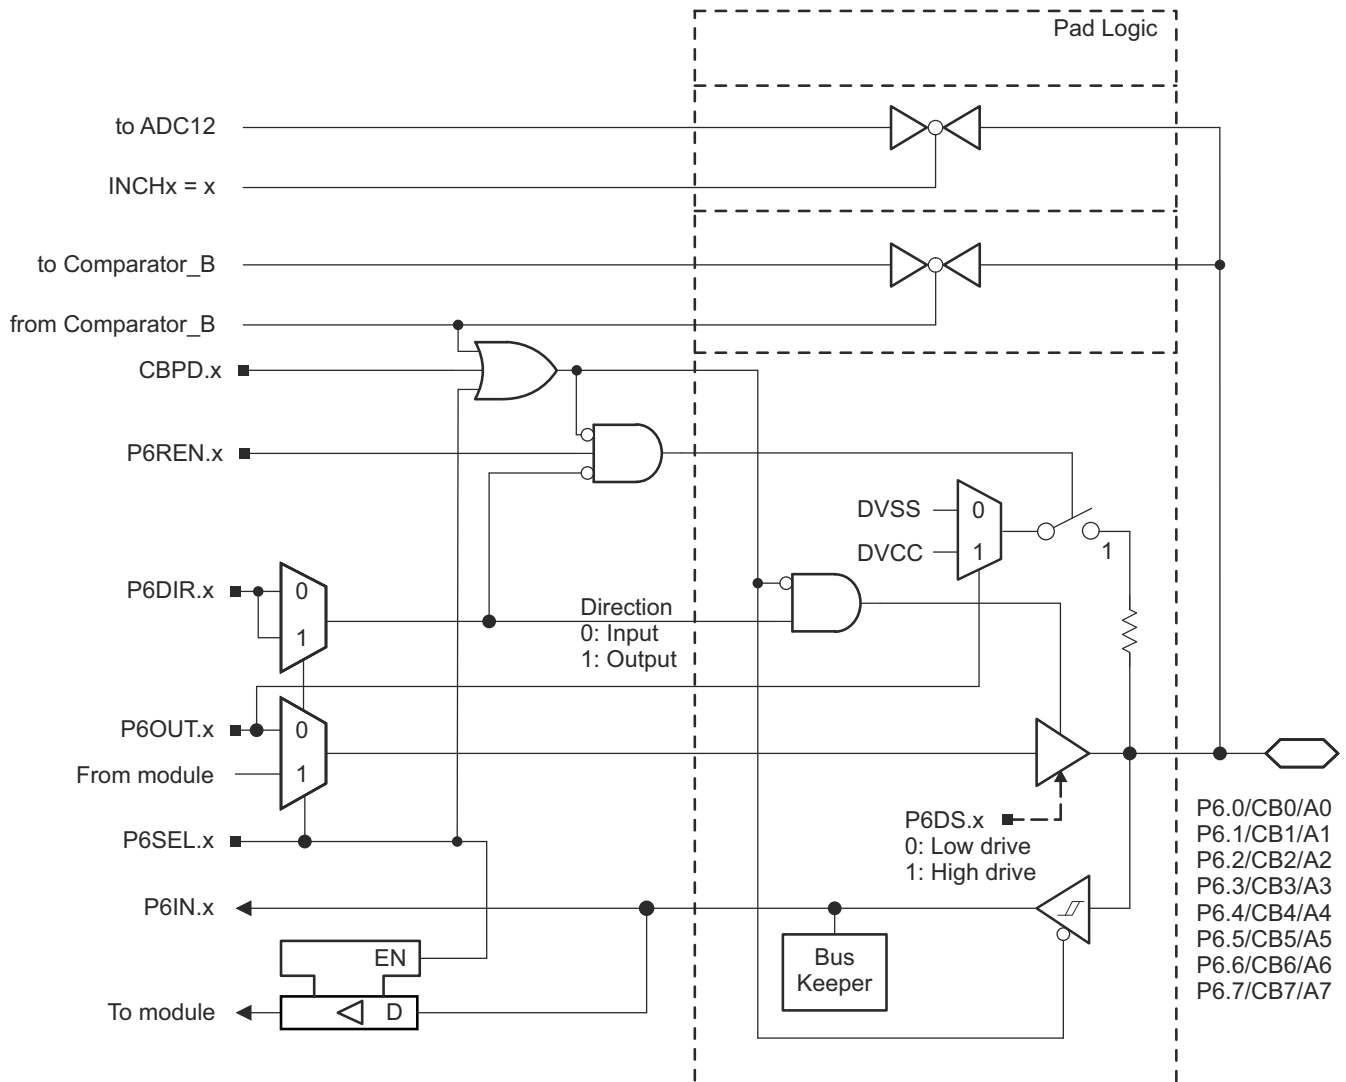 Pad Logic
to ADC12
INCHx = x
to Comparator_B
from Comparator_B
CBPD.x
P6REN.x
DVSS
0
DVCC
1
1
P6DIR.x
0
1
Direction
0: Input
1: Output
P6OUT.x
0
From module
1
P6SEL.x
P6DS.x
0: Low drive
1: High drive
P6IN.x
EN
Bus
Keeper
To module
D
P6.0/CB0/A0
P6.1/CB1/A1
P6.2/CB2/A2
P6.3/CB3/A3
P6.4/CB4/A4
P6.5/CB5/A5
P6.6/CB6/A6
P6.7/CB7/A7